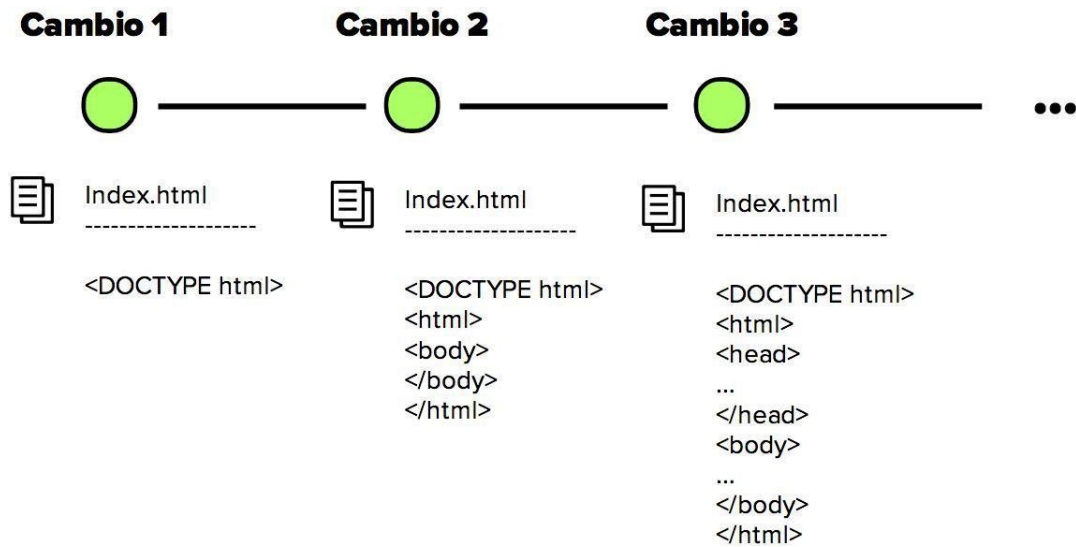 Cambio 1
Cambio 2
Cambio 3
...
Index.html
--------------------
<DOCTYPE html>
Index.html
--------------------
<DOCTYPE html>
<html>
<body>
</body>
</html>
Index.html
--------------------
<DOCTYPE html>
<html>
<head>
...
</head>
<body>
...
</body>
</html>